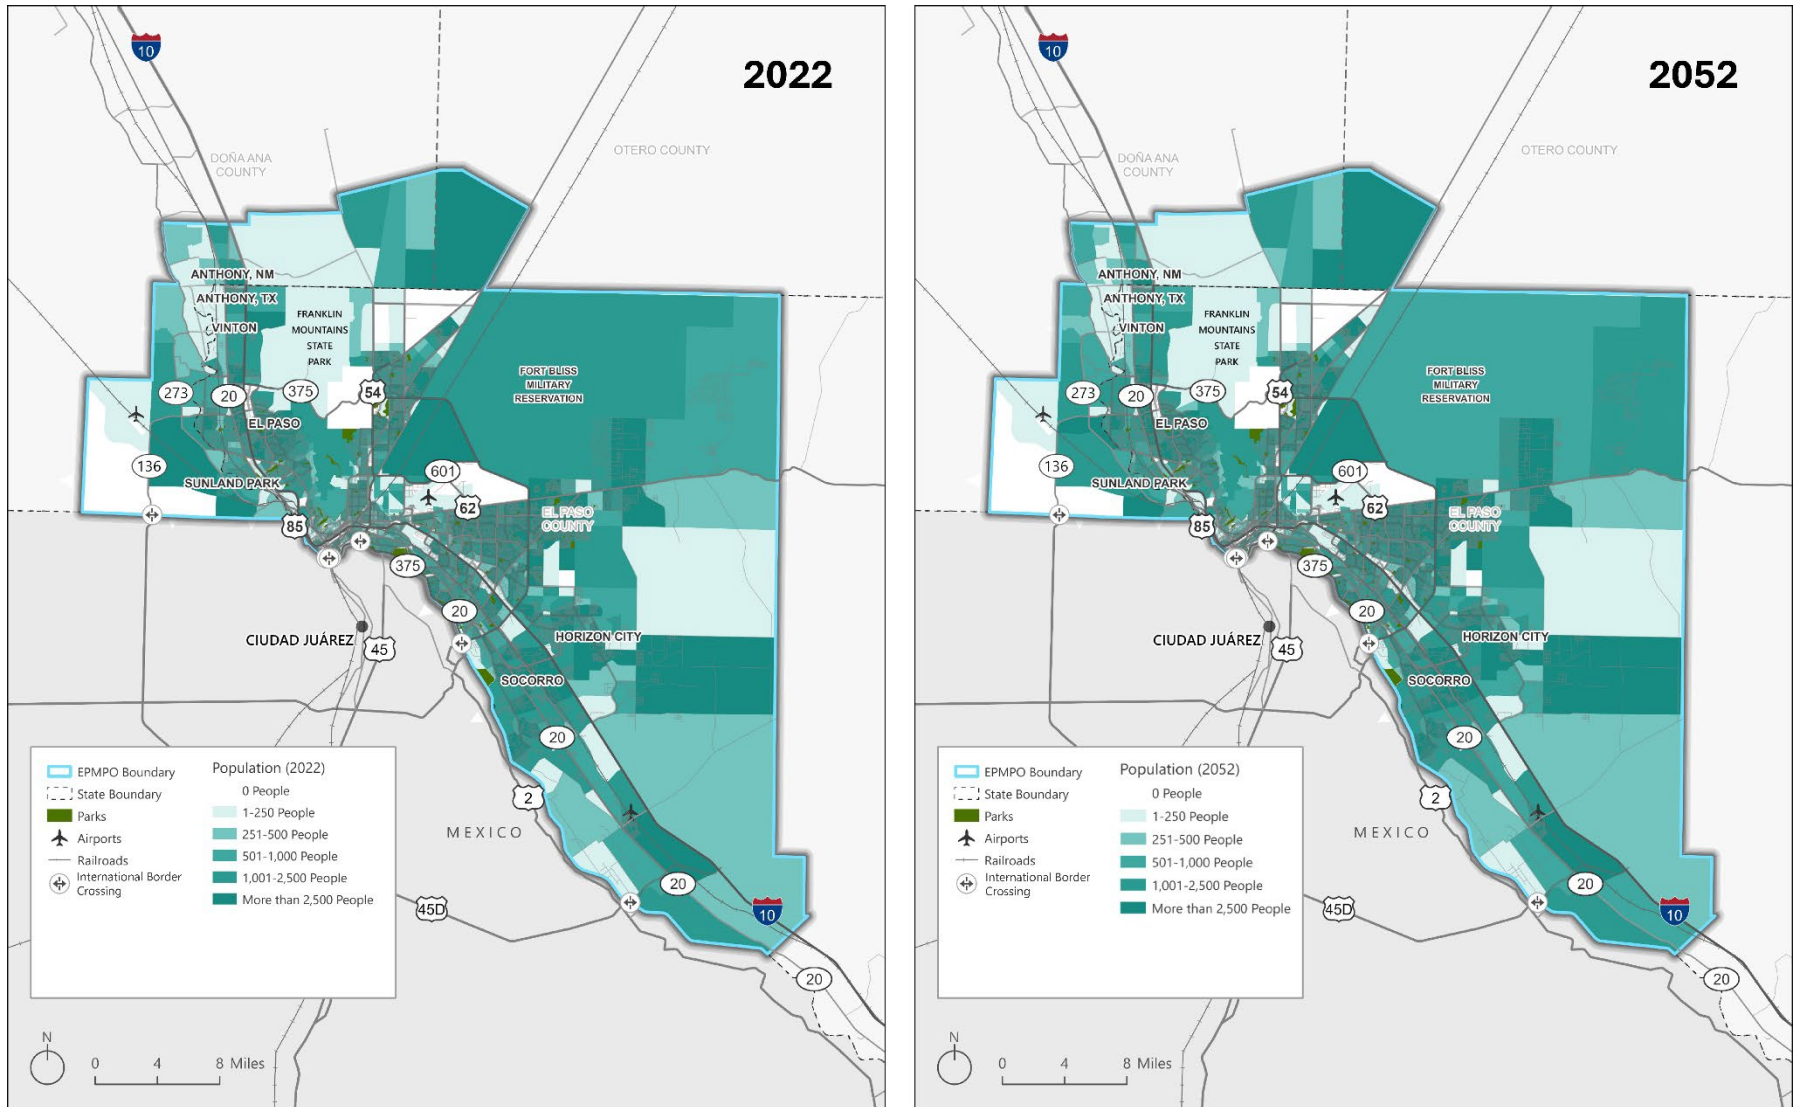 2022
10
DOÑA ANA
COUNTY
OTERO COUNTY
ANTHONY, NM
ANTHONY, TX
VINTON
FRANKLIN
MOUNTAINS
STATE
PARK
FORT BLISS
MILITARY
RESERVATION
273
20
375
54
EL PASO
136
601
SUNLAND PARK
62
85
EL PASO
COUNTY
375
20
HORIZON CITY
CIUDAD JUÁREZ
45
SOCORRO
20
2
MEXICO
20
45D
10
20
EPMPO Boundary
State Boundary
Parks
Airports
Railroads
International Border
Crossing
Population (2022)
0 People
1-250 People
251-500 People
501-1,000 People
1,001-2,500 People
More than 2,500 People
N
0 4 8 Miles
2052
10
DOÑA ANA
COUNTY
OTERO COUNTY
ANTHONY, NM
ANTHONY, TX
VINTON
FRANKLIN
MOUNTAINS
STATE
PARK
FORT BLISS
MILITARY
RESERVATION
273
20
375
54
EL PASO
136
601
SUNLAND PARK
62
85
EL PASO
COUNTY
375
20
HORIZON CITY
CIUDAD JUÁREZ
45
SOCORRO
20
2
MEXICO
20
45D
10
20
EPMPO Boundary
State Boundary
Parks
Airports
Railroads
International Border
Crossing
Population (2052)
0 People
1-250 People
251-500 People
501-1,000 People
1,001-2,500 People
More than 2,500 People
N
0 4 8 Miles